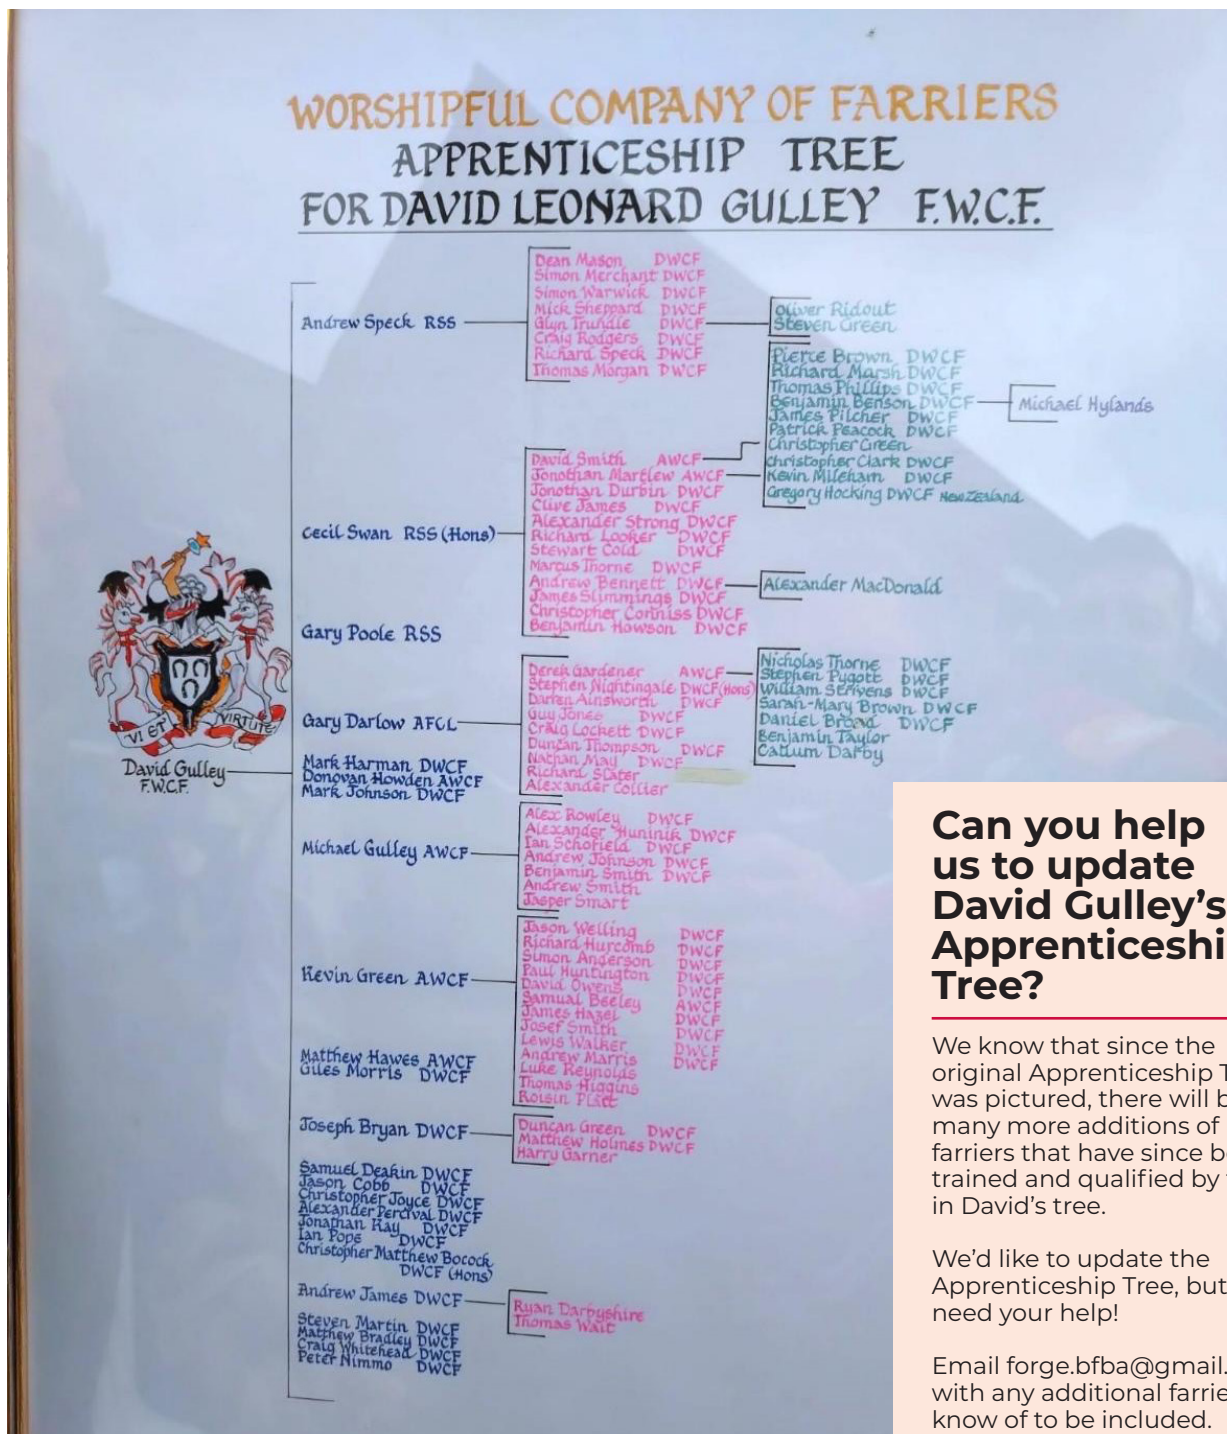 WORSHIPFUL COMPANY OF FARRIERS
APPRENTICESHIP TREE
FOR DAVID LEONARD GULLEY F.W.C.F.
VI ET VIRTUTE
David Gulley
F.W.C.F.
Andrew Speck RSS
Dean Mason DWCF
Simon Merchant DWCF
Simon Warwick DWCF
Mick Sheppard DWCF
Glyn Trundle DWCF
Craig Rodgers DWCF
Richard Speck DWCF
Thomas Morgan DWCF
Oliver Ridout
Steven Green
Cecil Swan RSS (Hons)
David Smith AWCF
Jonothan Martlew AWCF
Jonothan Durbin DWCF
Clive James DWCF
Alexander Strong DWCF
Richard Looker DWCF
Stewart Cold DWCF
Marcus Thorne DWCF
Andrew Bennett DWCF
James Slimmings DWCF
Christopher Cortniss DWCF
Benjamin Howson DWCF
Pierce Brown DWCF
Richard Marsh DWCF
Thomas Phillips DWCF
Benjamin Benson DWCF
James Pilcher DWCF
Patrick Peacock DWCF
Christopher Green
Christopher Clark DWCF
Kevin Mileham DWCF
Gregory Hocking DWCF New Zealand
Michael Hylands
Alexander MacDonald
Gary Poole RSS
Gary Darlow AFCL
Derek Gardener AWCF
Stephen Nightingale DWCF (Hons)
Darren Ainsworth DWCF
Guy Jones DWCF
Craig Lockett DWCF
Duncan Thompson DWCF
Nathan May DWCF
Richard Slater
Alexander Collier
Nicholas Thorne DWCF
Stephen Pygott DWCF
William Strivens DWCF
Sarah-Mary Brown DWCF
Daniel Broad DWCF
Benjamin Taylor
Callum Darby
Mark Harman DWCF
Donovan Howden AWCF
Mark Johnson DWCF
Michael Gulley AWCF
Alex Rowley DWCF
Alexander Huninik DWCF
Ian Schofield DWCF
Andrew Johnson DWCF
Benjamin Smith DWCF
Andrew Smith
Jasper Smart
Kevin Green AWCF
Jason Welling DWCF
Richard Hurcomb DWCF
Simon Anderson DWCF
Paul Huntington DWCF
David Owens DWCF
Samual Beeley AWCF
James Hazel DWCF
Josef Smith DWCF
Lewis Walker DWCF
Andrew Marris DWCF
Luke Reynolds
Thomas Higgins
Roisin Platt
Matthew Hawes AWCF
Giles Morris DWCF
Joseph Bryan DWCF
Duncan Green DWCF
Matthew Holmes DWCF
Harry Garner
Samuel Deakin DWCF
Jason Cobb DWCF
Christopher Joyce DWCF
Alexander Percival DWCF
Jonathan Kay DWCF
Ian Pope DWCF
Christopher Matthew Bocock
DWCF (Hons)
Andrew James DWCF
Ryan Darbyshire
Thomas Wait
Steven Martin DWCF
Matthew Bradley DWCF
Craig Whitehead DWCF
Peter Nimmo DWCF
Can you help
us to update
David Gulley's
Apprenticeshi
Tree?
We know that since the
original Apprenticeship T
was pictured, there will b
many more additions of
farriers that have since be
trained and qualified by t
in David's tree.
We'd like to update the
Apprenticeship Tree, but
need your help!
Email forge.bfba@gmail.
with any additional farrie
know of to be included.